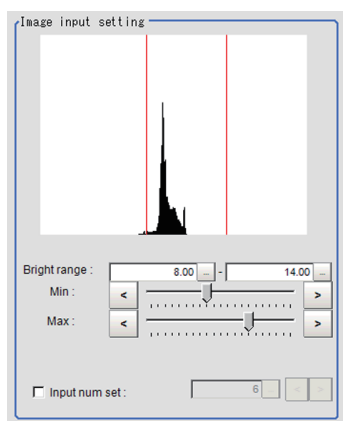 Image input setting
Bright range : 8.00 ... - 14.00 ...
Min : < >
Max : < >
Input num set : 6 ... < >